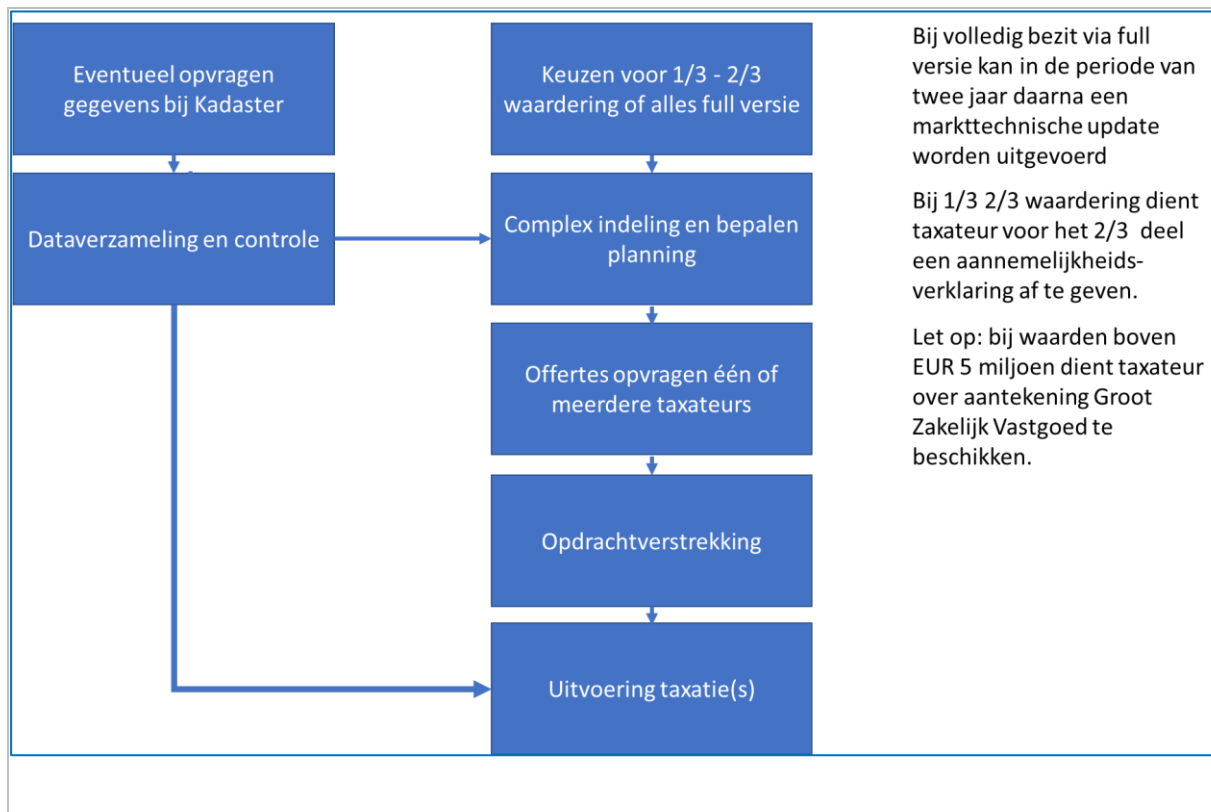 Eventueel opvragen
gegevens bij Kadaster
Keuzen voor 1/3 - 2/3
waardering of alles full versie
Dataverzameling en controle
Complex indeling en bepalen
planning
Offertes opvragen één of
meerdere taxateurs
Opdrachtverstrekking
Uitvoering taxatie(s)
Bij volledig bezit via full
versie kan in de periode van
twee jaar daarna een
markttechnische update
worden uitgevoerd
Bij 1/3 2/3 waardering dient
taxateur voor het 2/3  deel
een aannemelijkheids-
verklaring af te geven.
Let op: bij waarden boven
EUR 5 miljoen dient taxateur
over aantekening Groot
Zakelijk Vastgoed te
beschikken.